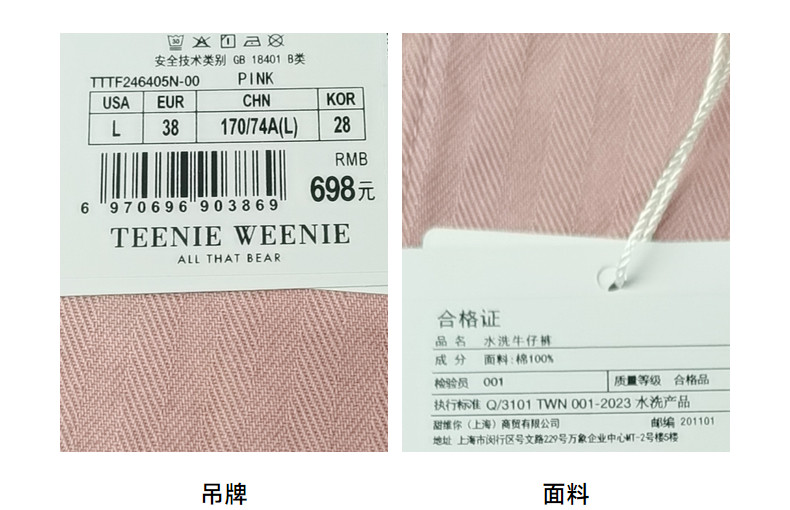 安全技术类别 GB 18401 B类
TTTF246405N-00 PINK
USA EUR CHN KOR
L 38 170/74A(L) 28
RMB
698元
6 970696 903869
TEENIE WEENIE
ALL THAT BEAR
吊牌
合格证
品名 水洗牛仔裤
成分 面料:棉100%
检验员 001 质量等级 合格品
执行标准 Q/3101 TWN 001-2023 水洗产品
甜维你（上海）商贸有限公司 邮编 201101
地址 上海市闵行区号文路229号万象企业中心MT-2号楼5楼
面料